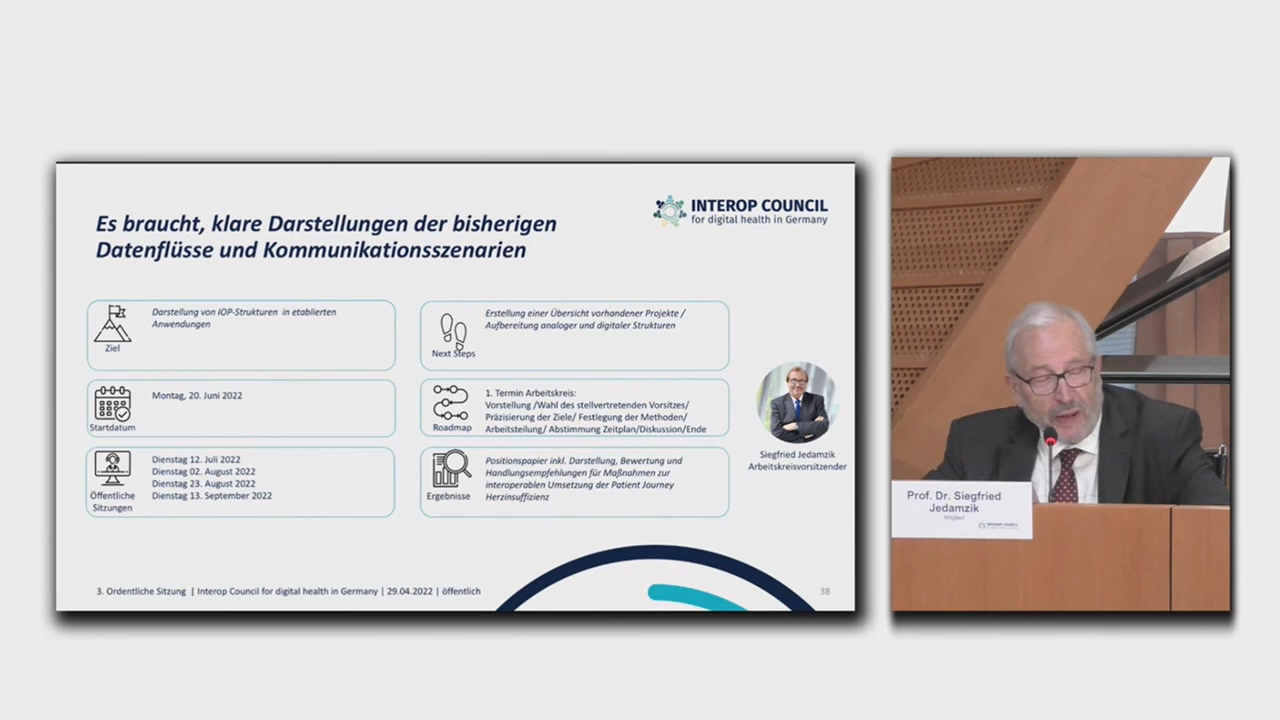 Es braucht, klare Darstellungen der bisherigen
Datenflüsse und Kommunikationsszenarien
INTEROP COUNCIL
for digital health in Germany
Ziel
Darstellung von IOP-Strukturen in etablierten
Anwendungen
Next Steps
Erstellung einer Übersicht vorhandener Projekte /
Aufbereitung analoger und digitaler Strukturen
Startdatum
Montag, 20. Juni 2022
Roadmap
1. Termin Arbeitskreis:
Vorstellung /Wahl des stellvertretenden Vorsitzes/
Präzisierung der Ziele/ Festlegung der Methoden/
Arbeitsteilung/ Abstimmung Zeitplan/Diskussion/Ende
Öffentliche
Sitzungen
Dienstag 12. Juli 2022
Dienstag 02. August 2022
Dienstag 23. August 2022
Dienstag 13. September 2022
Ergebnisse
Positionspapier inkl. Darstellung, Bewertung und
Handlungsempfehlungen für Maßnahmen zur
interoperablen Umsetzung der Patient Journey
Herzinsuffizienz
Siegfried Jedamzik
Arbeitskreisvorsitzender
3. Ordentliche Sitzung | Interop Council for digital health in Germany | 29.04.2022 | öffentlich
38
Prof. Dr. Siegfried
Jedamzik
Mitglied
INTEROP COUNCIL